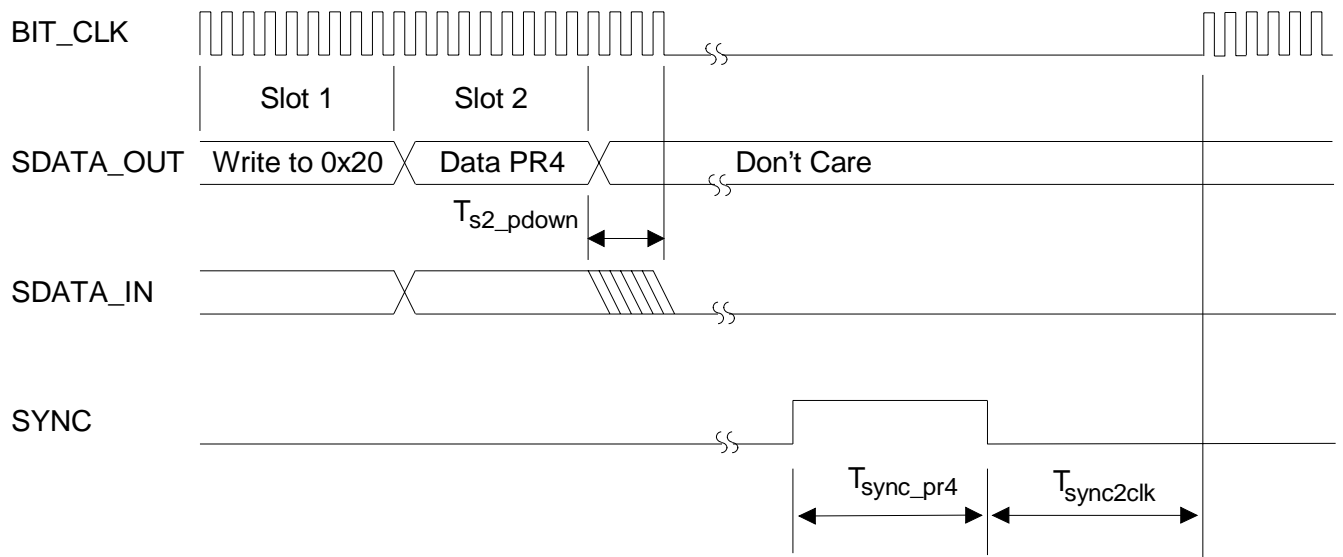 BIT_CLK
Slot 1 Slot 2
SDATA_OUT Write to 0x20 Data PR4 Don't Care
Ts2_pdown
SDATA_IN
SYNC
Tsync_pr4 Tsync2clk